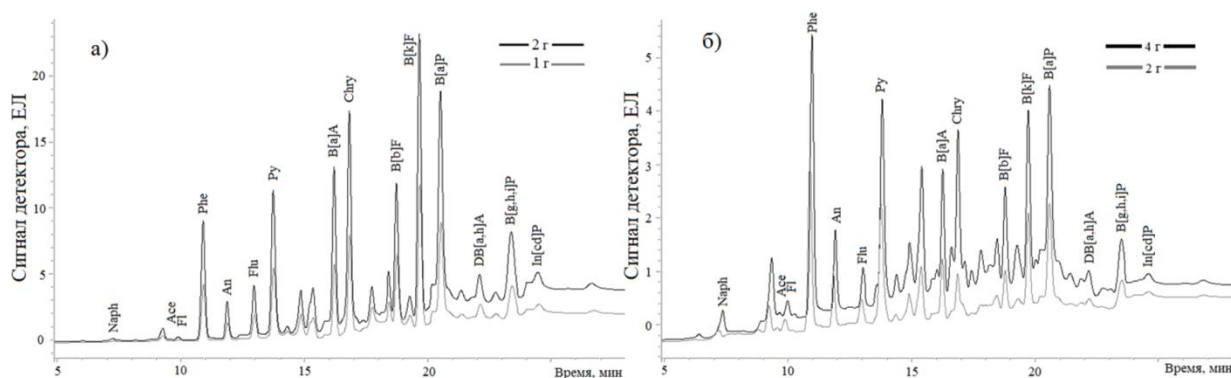 а)
2 г
1 г
Сигнал детектора, ЕЛ
20
15
10
5
0
Naph
Ace
Fl
Phe
An
Flu
Py
B[a]A
Chry
B[b]F
B[k]F
B[a]P
DB[a,h]A
B[g,h,i]P
In[cd]P
5
10
15
20
Время, мин
б)
4 г
2 г
Сигнал детектора, ЕЛ
5
4
3
2
1
0
Naph
Ace
Fl
Phe
An
Flu
Py
B[a]A
Chry
B[b]F
B[k]F
B[a]P
DB[a,h]A
B[g,h,i]P
In[cd]P
5
10
15
20
Время, мин